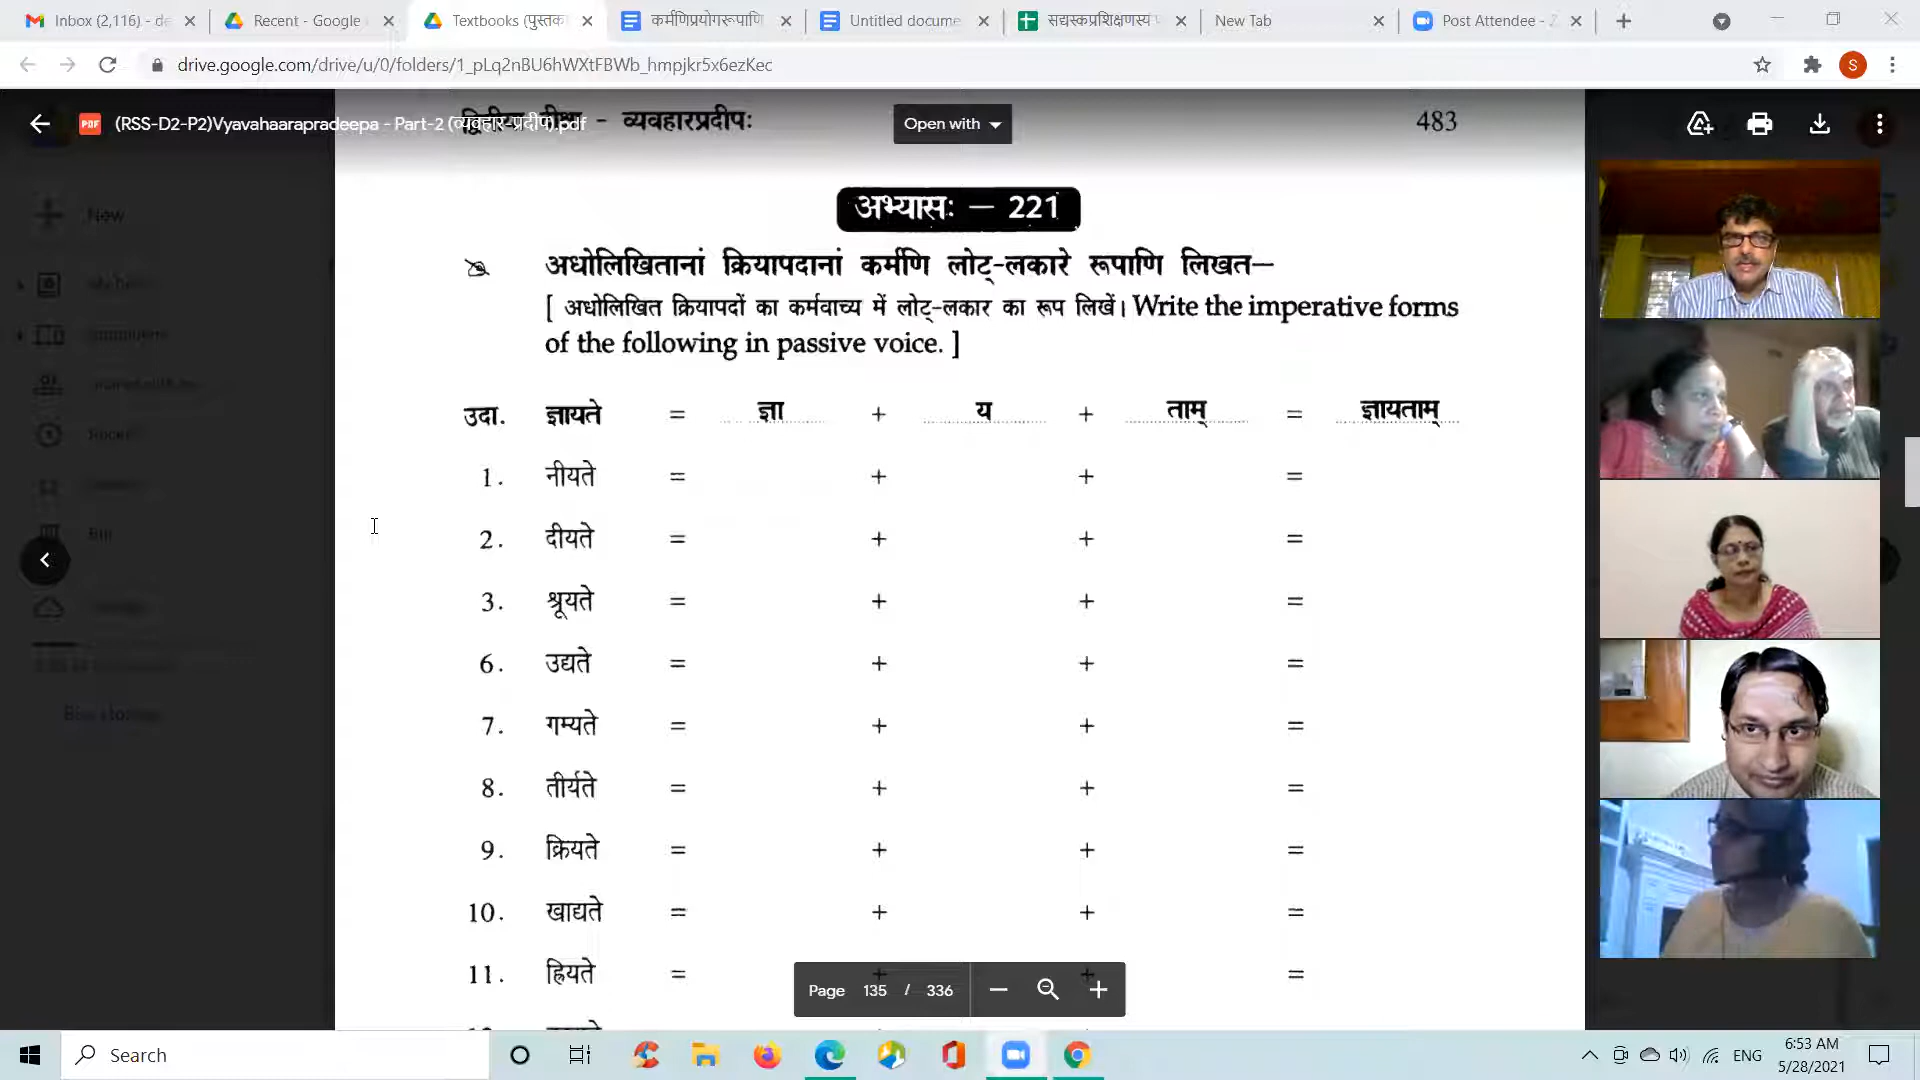 Inbox (2,116) - de
Recent - Google
Textbooks (पुस्तका
कर्मणिप्रयोगरूपाणि
Untitled docume
सद्यस्कप्रशिक्षणस्य
New Tab
Post Attendee - Z
drive.google.com/drive/u/0/folders/1_pLq2nBU6hWXtFBWb_hmpjkr5x6ezKec
S
(RSS-D2-P2)Vyavahaarapradeepa - Part-2 (व्यवहार-प्रदीप).pdf
- व्यवहारप्रदीपः
Open with
483
New
अभ्यासः – 221
अधोलिखितानां क्रियापदानां कर्मणि लोट्-लकारे रूपाणि लिखत–
[ अधोलिखित क्रियापदों का कर्मवाच्य में लोट्-लकार का रूप लिखें। Write the imperative forms
of the following in passive voice. ]
उदा. ज्ञायते = ज्ञा + य + ताम् = ज्ञायताम्
1. नीयते = + + =
2. दीयते = + + =
3. श्रूयते = + + =
6. उद्यते = + + =
7. गम्यते = + + =
8. तीर्यते = + + =
9. क्रियते = + + =
10. खाद्यते = + + =
11. ह्रियते = + + =
Page 135 / 336
Search
ENG
6:53 AM
5/28/2021